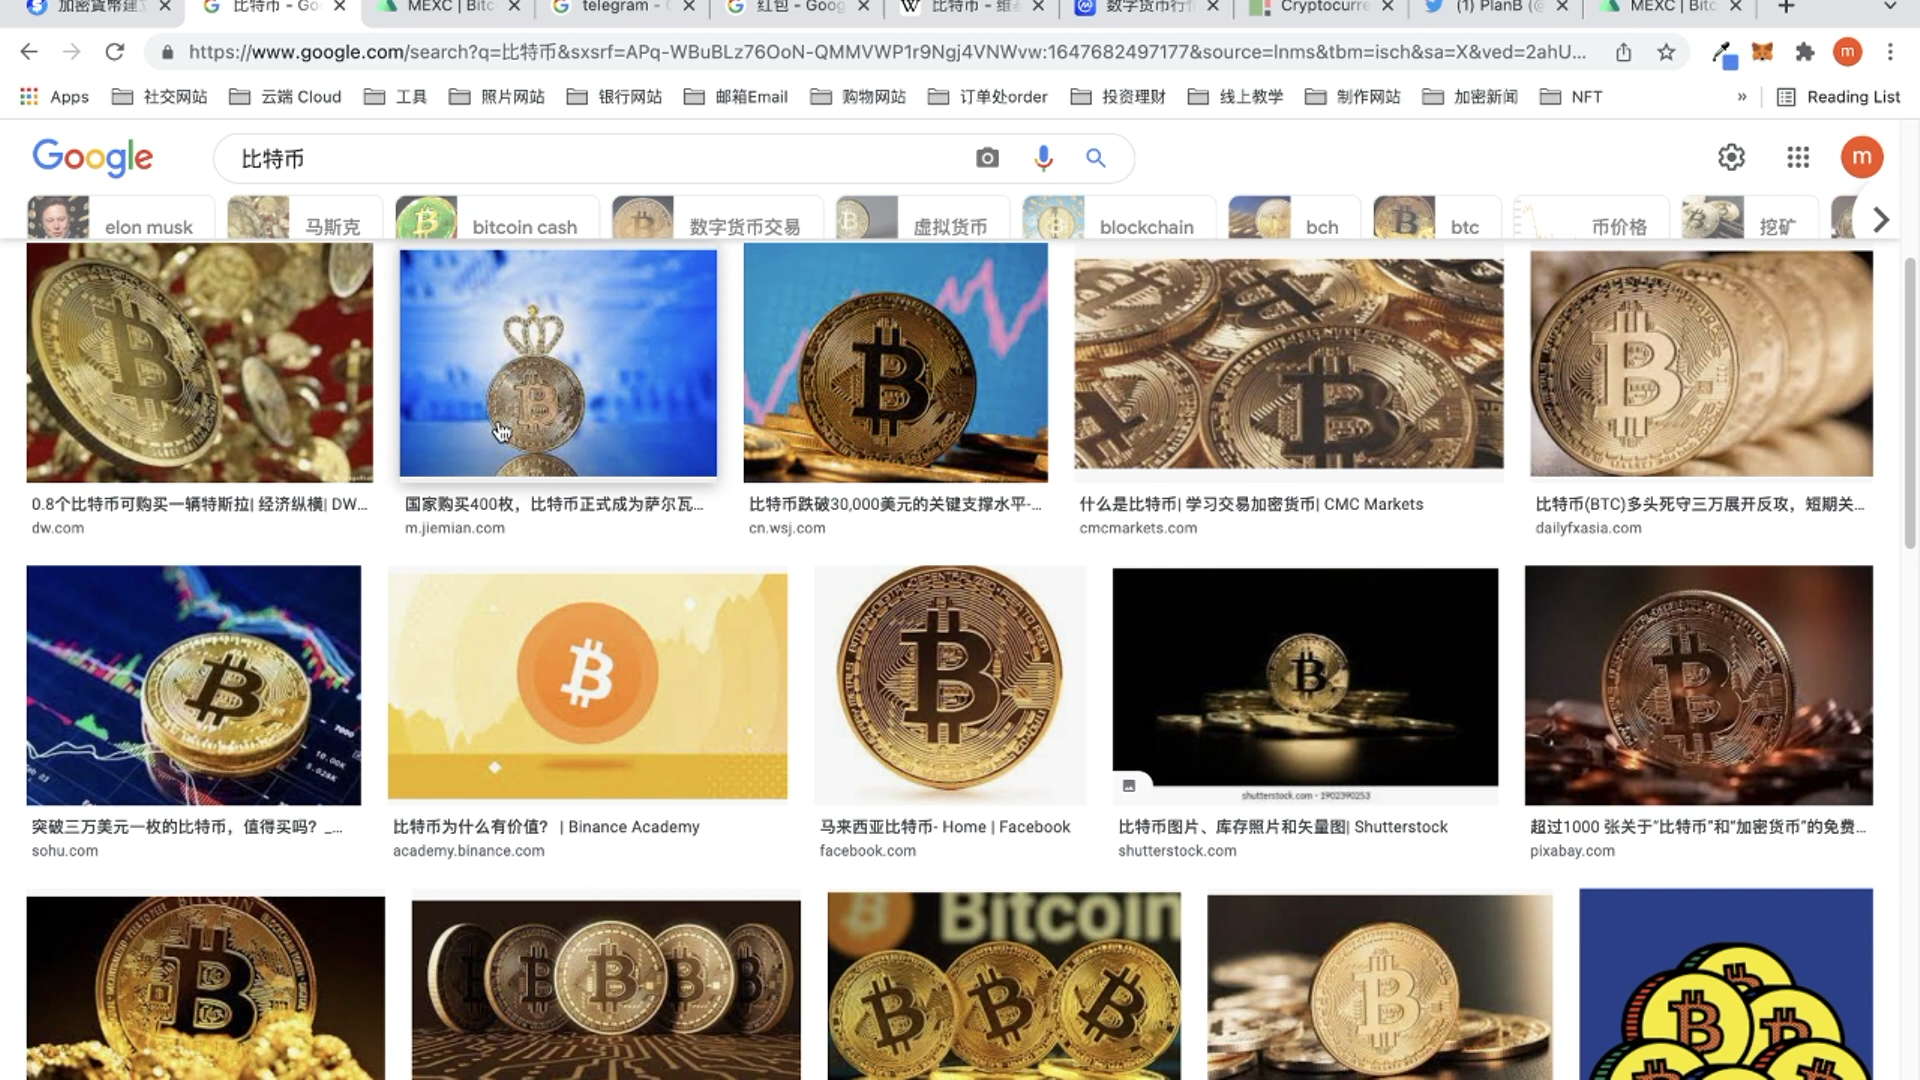 加密貨幣建立
比特币 - Go
MEXC | Bitc
telegram - G
红包 - Goog
比特币 - 维基
数字货币行情
Cryptocurre
(1) PlanB (@
MEXC | Bitc
https://www.google.com/search?q=比特币&sxsrf=APq-WBuBLz76OoN-QMMVWP1r9Ngj4VNWvw:1647682497177&source=lnms&tbm=isch&sa=X&ved=2ahU...
m
Apps 社交网站 云端 Cloud 工具 照片网站 银行网站 邮箱Email 购物网站 订单处order 投资理财 线上教学 制作网站 加密新闻 NFT » Reading List
Google
比特币
m
elon musk 马斯克 bitcoin cash 数字货币交易 虚拟货币 blockchain bch btc 币价格 挖矿
0.8个比特币可购买一辆特斯拉| 经济纵横| DW...
dw.com
国家购买400枚，比特币正式成为萨尔瓦...
m.jiemian.com
比特币跌破30,000美元的关键支撑水平-...
cn.wsj.com
什么是比特币| 学习交易加密货币| CMC Markets
cmcmarkets.com
比特币(BTC)多头死守三万展开反攻，短期关...
dailyfxasia.com
7000
10.00K
5.028K
shutterstock.com · 1902390253
突破三万美元一枚的比特币，值得买吗？_...
sohu.com
比特币为什么有价值？ | Binance Academy
academy.binance.com
马来西亚比特币- Home | Facebook
facebook.com
比特币图片、库存照片和矢量图| Shutterstock
shutterstock.com
超过1000 张关于“比特币”和“加密货币”的免费...
pixabay.com
BITCOIN
Bitcoin